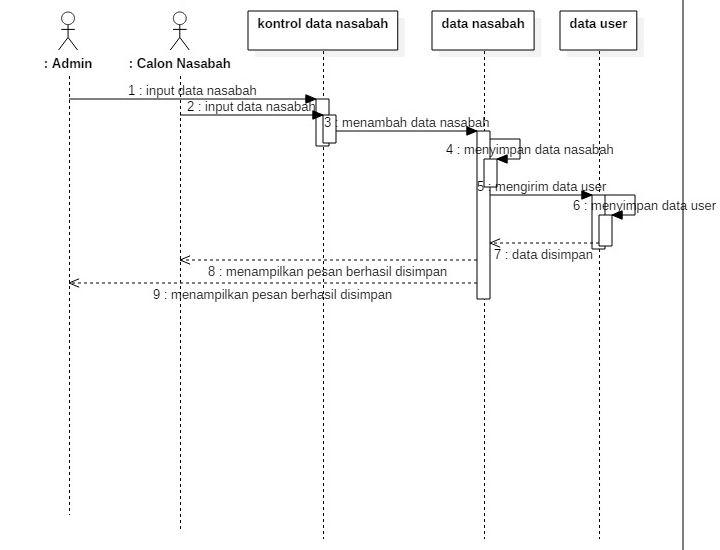 kontrol data nasabah
data nasabah
data user
: Admin
: Calon Nasabah
1 : input data nasabah
2 : input data nasabah
3 : menambah data nasabah
4 : menyimpan data nasabah
5 : mengirim data user
6 : menyimpan data user
7 : data disimpan
8 : menampilkan pesan berhasil disimpan
9 : menampilkan pesan berhasil disimpan